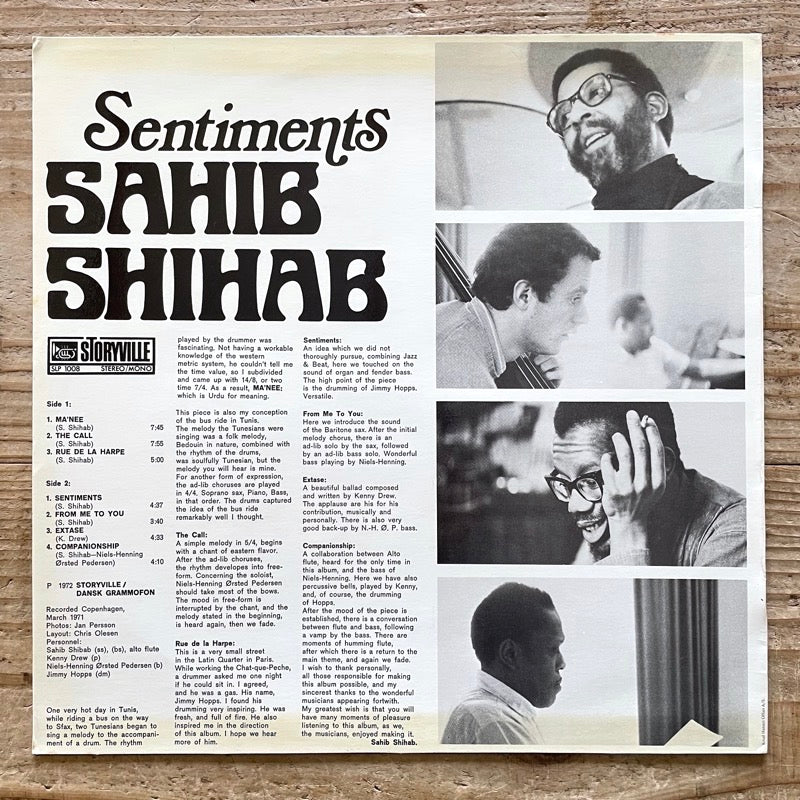 Sentiments
SAHIB
SHIHAB
STORYVILLE
SLP 1008 STEREO/MONO
Side 1:
1. MA'NEE
(S. Shihab) 7:45
2. THE CALL
(S. Shihab) 7:55
3. RUE DE LA HARPE
(S. Shihab) 5:00
Side 2:
1. SENTIMENTS
(S. Shihab) 4:37
2. FROM ME TO YOU
(S. Shihab) 3:40
3. EXTASE
(K. Drew) 4:33
4. COMPANIONSHIP
(S. Shihab—Niels-Henning
Ørsted Pedersen) 4:10
P 1972 STORYVILLE/
DANSK GRAMMOFON
Recorded Copenhagen,
March 1971
Photos: Jan Persson
Layout: Chris Olesen
Personnel:
Sahib Shihab (ss), (bs), alto flute
Kenny Drew (p)
Niels-Henning Ørsted Pedersen (b)
Jimmy Hopps (dm)
One very hot day in Tunis,
while riding a bus on the way
to Sfax, two Tunesians began to
sing a melody to the accompani-
ment of a drum. The rhythm
played by the drummer was
fascinating. Not having a workable
knowledge of the western
metric system, he couldn't tell me
the time value, so I subdivided
and came up with 14/8, or two
time 7/4. As a result, MA'NEE;
which is Urdu for meaning.
This piece is also my conception
of the bus ride in Tunis.
The melody the Tunesians were
singing was a folk melody,
Bedouin in nature, combined with
the rhythm of the drums,
was soulfully Tunesian, but the
melody you will hear is mine.
For another form of expression,
the ad-lib choruses are played
in 4/4, Soprano sax, Piano, Bass,
in that order. The drums captured
the idea of the bus ride
remarkably well I thought.
The Call:
A simple melody in 5/4, begins
with a chant of eastern flavor.
After the ad-lib choruses,
the rhythm developes into free-
form. Concerning the soloist,
Niels-Henning Ørsted Pedersen
should take most of the bows.
The mood in free-form is
interrupted by the chant, and the
melody stated in the beginning,
is heard again, then we fade.
Rue de la Harpe:
This is a very small street
in the Latin Quarter in Paris.
While working the Chat-que-Peche,
a drummer asked me one night
if he could sit in. I agreed,
and he was a gas. His name,
Jimmy Hopps. I found his
drumming very inspiring. He was
fresh, and full of fire. He also
inspired me in the direction
of this album. I hope we hear
more of him.
Sentiments:
An idea which we did not
thoroughly pursue, combining Jazz
& Beat, here we touched on the
sound of organ and fender bass.
The high point of the piece
is the drumming of Jimmy Hopps.
Versatile.
From Me To You:
Here we introduce the sound
of the Baritone sax. After the initial
melody chorus, there is an
ad-lib solo by the sax, followed
by an ad-lib bass solo. Wonderful
bass playing by Niels-Henning.
Extase:
A beautiful ballad composed
and written by Kenny Drew.
The applause are his for his
contribution, musically and
personally. There is also very
good back-up by N.-H. Ø. P. bass.
Companionship:
A collaboration between Alto
flute, heard for the only time in
this album, and the bass of
Niels-Henning. Here we have also
percussive bells, played by Kenny,
and, of course, the drumming
of Hopps.
After the mood of the piece is
established, there is a conversation
between flute and bass, following
a vamp by the bass. There are
moments of humming flute,
after which there is a return to the
main theme, and again we fade.
I wish to thank personally,
all those responsible for making
this album possible, and my
sincerest thanks to the wonderful
musicians appearing fortwith.
My greatest wish is that you will
have many moments of pleasure
listening to this album, as we,
the musicians, enjoyed making it.
Sahib Shihab.